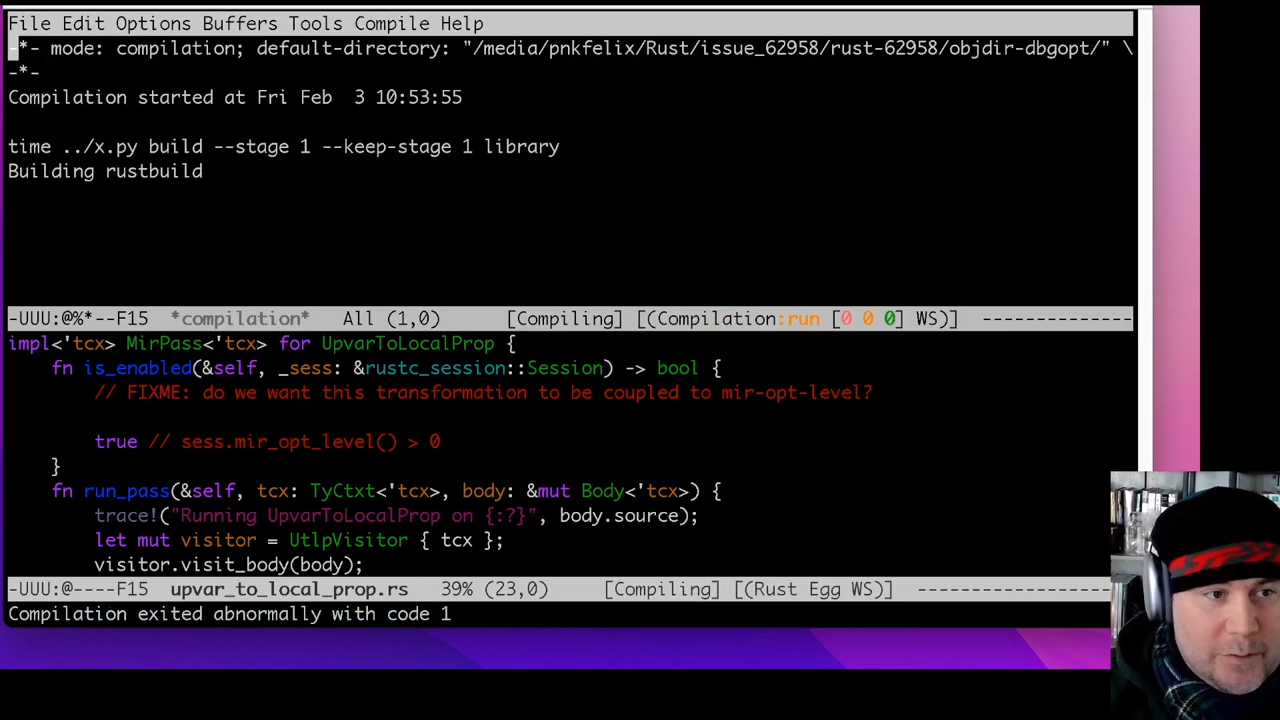 File Edit Options Buffers Tools Compile Help
-*- mode: compilation; default-directory: "/media/pnkfelix/Rust/issue_62958/rust-62958/objdir-dbgopt/" \
-*-
Compilation started at Fri Feb  3 10:53:55
time ../x.py build --stage 1 --keep-stage 1 library
Building rustbuild
-UUU:@%*--F15  *compilation*   All (1,0)      [Compiling] [(Compilation:run [0 0 0] WS)]  --------------
impl<'tcx> MirPass<'tcx> for UpvarToLocalProp {
    fn is_enabled(&self, _sess: &rustc_session::Session) -> bool {
        // FIXME: do we want this transformation to be coupled to mir-opt-level?
        true // sess.mir_opt_level() > 0
    }
    fn run_pass(&self, tcx: TyCtxt<'tcx>, body: &mut Body<'tcx>) {
        trace!("Running UpvarToLocalProp on {:?}", body.source);
        let mut visitor = UtlpVisitor { tcx };
        visitor.visit_body(body);
-UUU:@----F15  upvar_to_local_prop.rs   39% (23,0)     [Compiling] [(Rust Egg WS)]  ------------------
Compilation exited abnormally with code 1